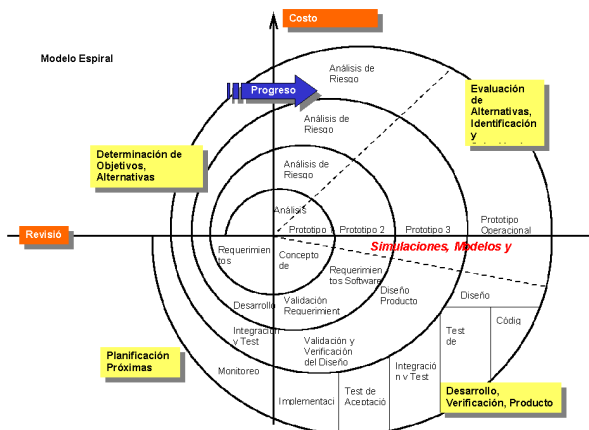 Costo
Modelo Espiral
Análisis de
Riesgo
Progreso
Evaluación
de
Alternativas,
Identificación
y
Análisis de
Riesgo
Determinación de
Objetivos,
Alternativas
Análisis de
Riesgo
Análisis
Revisió
Prototipo 1
Prototipo 2
Prototipo 3
Prototipo
Operacional
Simulaciones, Modelos y
Requerimien
tos
Concepto
de
Requerimien
tos Software
Diseño
Producto
Diseño
Desarrollo
Validación
Requerimient
Integración
y Test
Validación y
Verificación
del Diseño
Test
de
Códig
Planificación
Próximas
Monitoreo
Integració
n y Test
Implementaci
Test de
Aceptació
Desarrollo,
Verificación, Producto